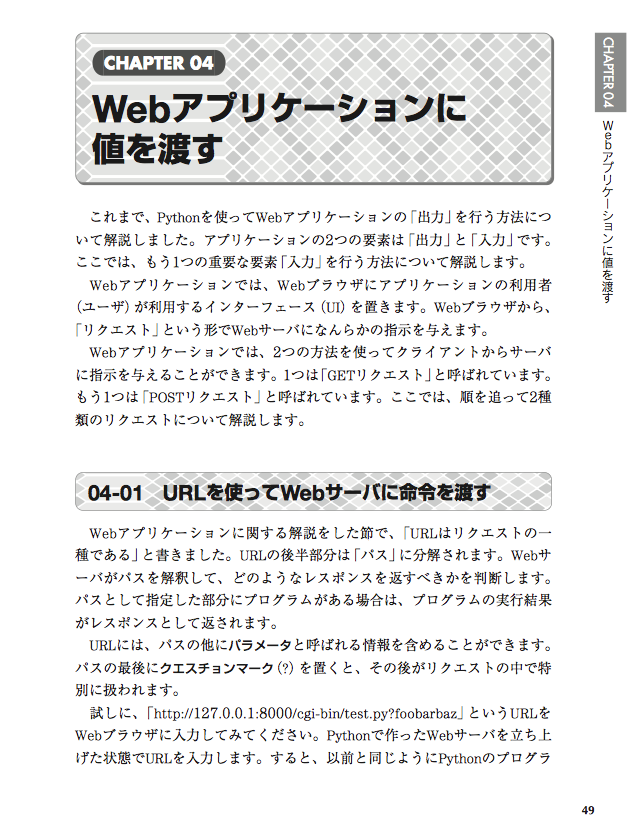 CHAPTER 04
Webアプリケーションに
値を渡す
これまで、Pythonを使ってWebアプリケーションの「出力」を行う方法につ
いて解説しました。アプリケーションの2つの要素は「出力」と「入力」です。
ここでは、もう1つの重要な要素「入力」を行う方法について解説します。
Webアプリケーションでは、Webブラウザにアプリケーションの利用者
（ユーザ）が利用するインターフェース（UI）を置きます。Webブラウザから、
「リクエスト」という形でWebサーバになんらかの指示を与えます。
Webアプリケーションでは、2つの方法を使ってクライアントからサーバ
に指示を与えることができます。1つは「GETリクエスト」と呼ばれています。
もう1つは「POSTリクエスト」と呼ばれています。ここでは、順を追って2種
類のリクエストについて解説します。
04-01 URLを使ってWebサーバに命令を渡す
Webアプリケーションに関する解説をした節で、「URLはリクエストの一
種である」と書きました。URLの後半部分は「パス」に分解されます。Webサ
ーバがパスを解釈して、どのようなレスポンスを返すべきかを判断します。
パスとして指定した部分にプログラムがある場合は、プログラムの実行結果
がレスポンスとして返されます。
URLには、パスの他にパラメータと呼ばれる情報を含めることができます。
パスの最後にクエスチョンマーク（?）を置くと、その後がリクエストの中で特
別に扱われます。
試しに、「http://127.0.0.1:8000/cgi-bin/test.py?foobarbaz」というURLを
Webブラウザに入力してみてください。Pythonで作ったWebサーバを立ち上
げた状態でURLを入力します。すると、以前と同じようにPythonのプログラ
CHAPTER 04
Webアプリケーションに値を渡す
49